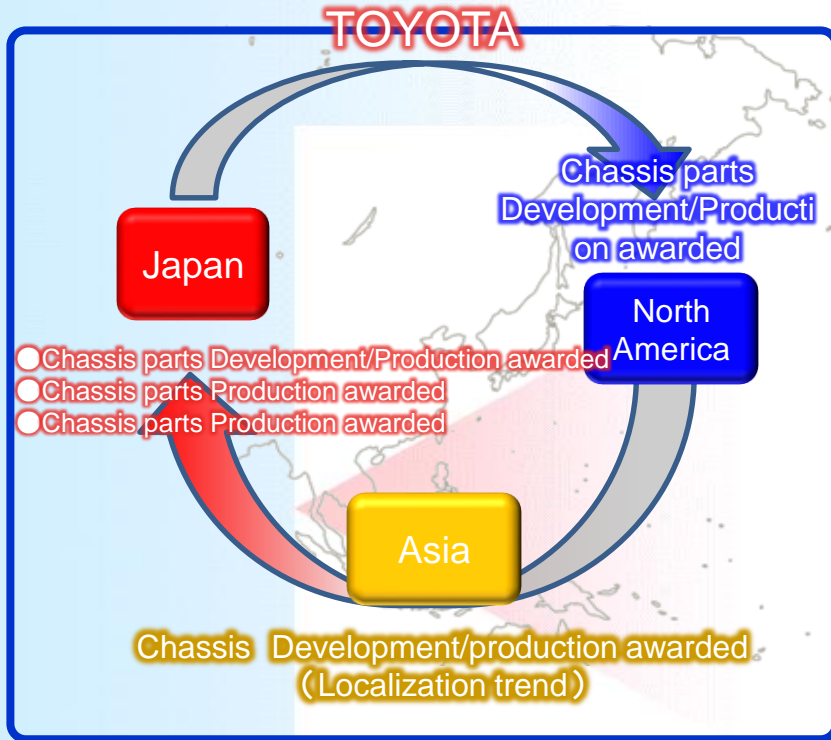 TOYOTA
Chassis parts
Development/Producti
on awarded
Japan
North
America
●Chassis parts Development/Production awarded
●Chassis parts Production awarded
●Chassis parts Production awarded
Asia
Chassis  Development/production awarded
（Localization trend）